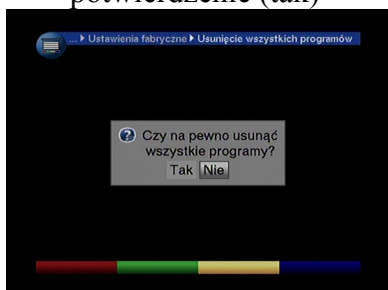 potwierdzenie (tak)
... Ustawienia fabryczne Usunięcie wszystkich programów
Czy na pewno usunąć
wszystkie programy?
Tak Nie